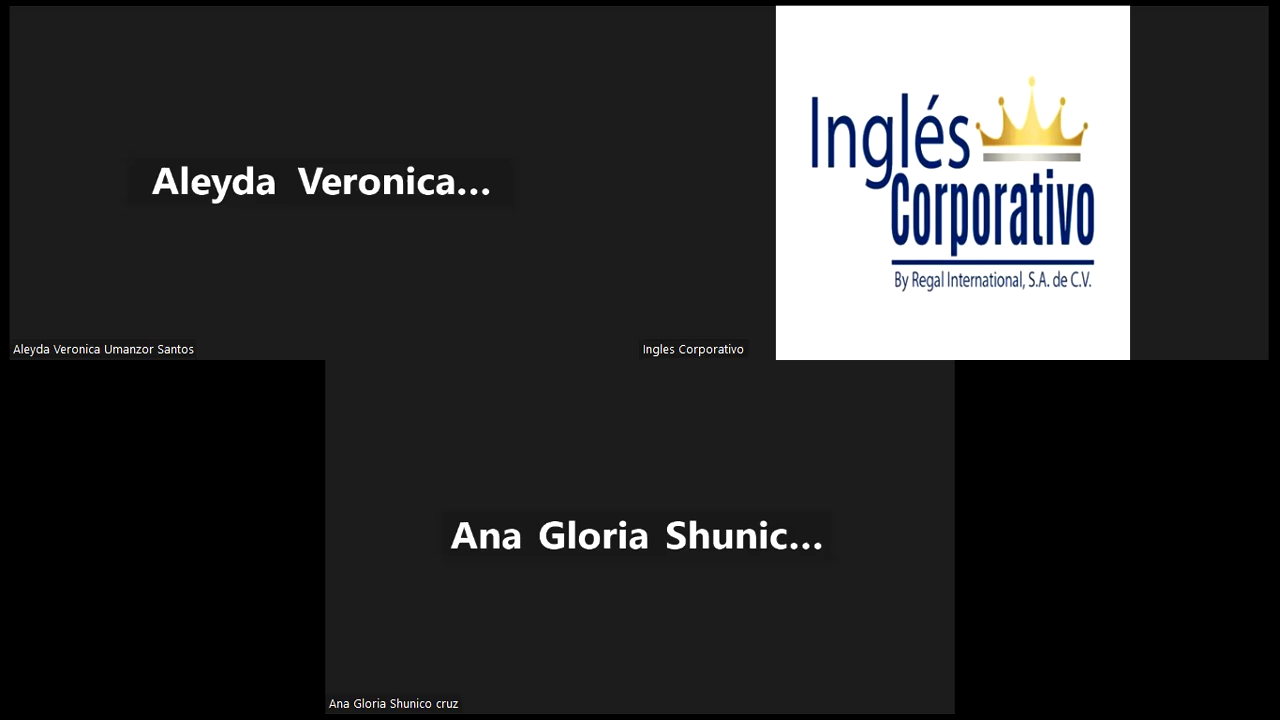 Aleyda Veronica...
Aleyda Veronica Umanzor Santos
Inglés
Corporativo
By Regal International, S.A. de C.V.
Ingles Corporativo
Ana Gloria Shunic...
Ana Gloria Shunico cruz